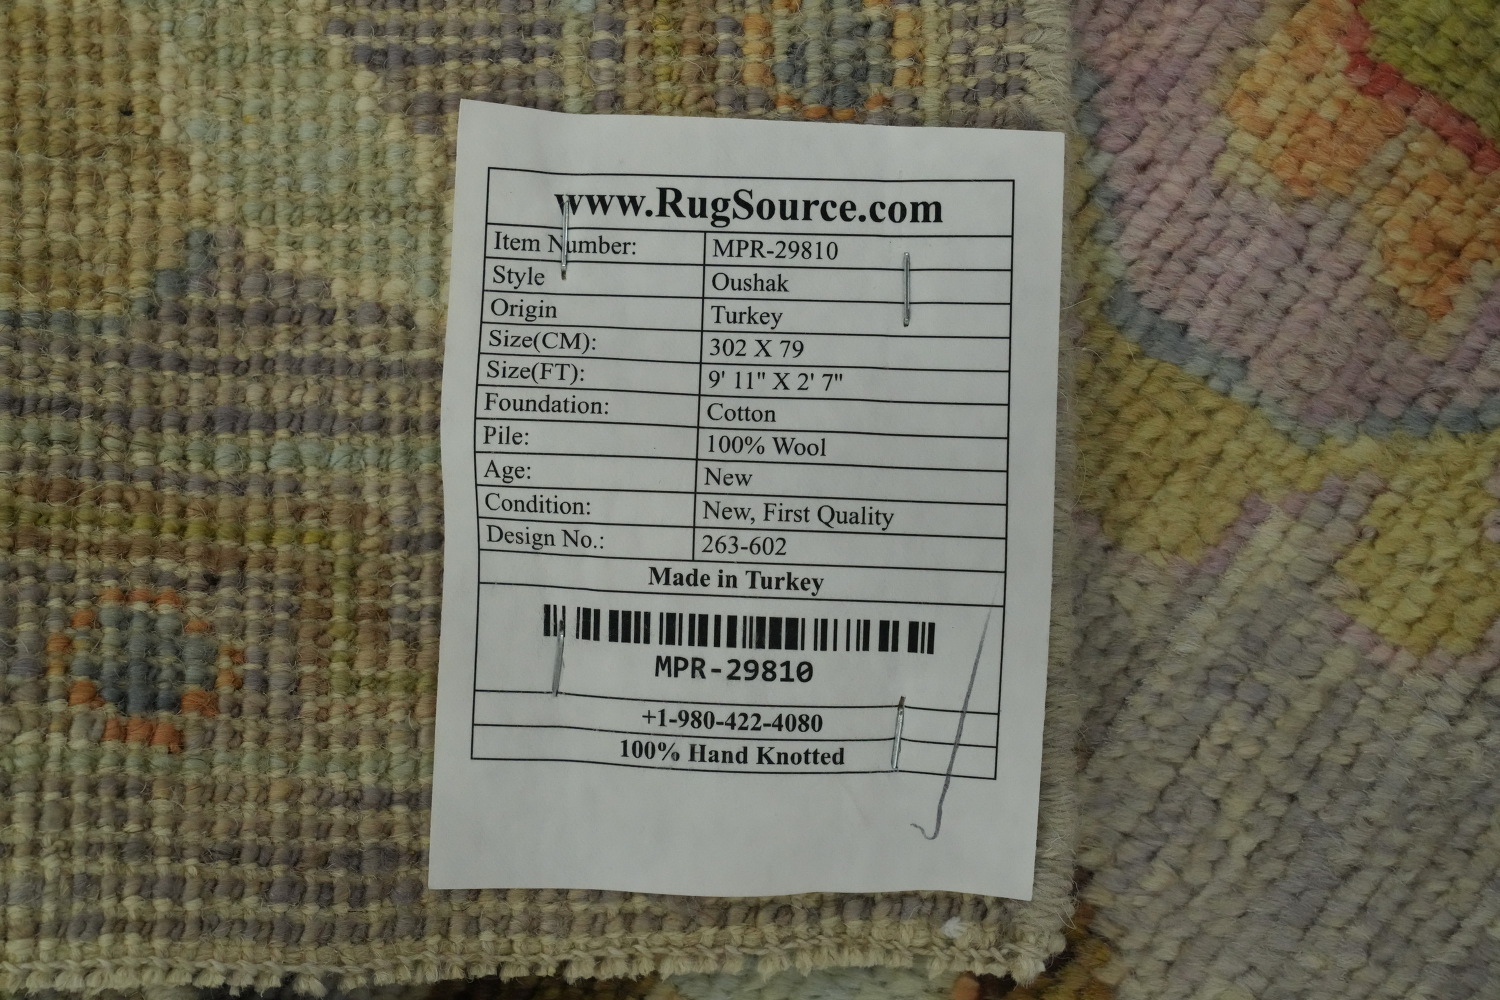 www.RugSource.com
Item Number: MPR-29810
Style Oushak
Origin Turkey
Size(CM): 302 X 79
Size(FT): 9' 11" X 2' 7"
Foundation: Cotton
Pile: 100% Wool
Age: New
Condition: New, First Quality
Design No.: 263-602
Made in Turkey
MPR-29810
+1-980-422-4080
100% Hand Knotted